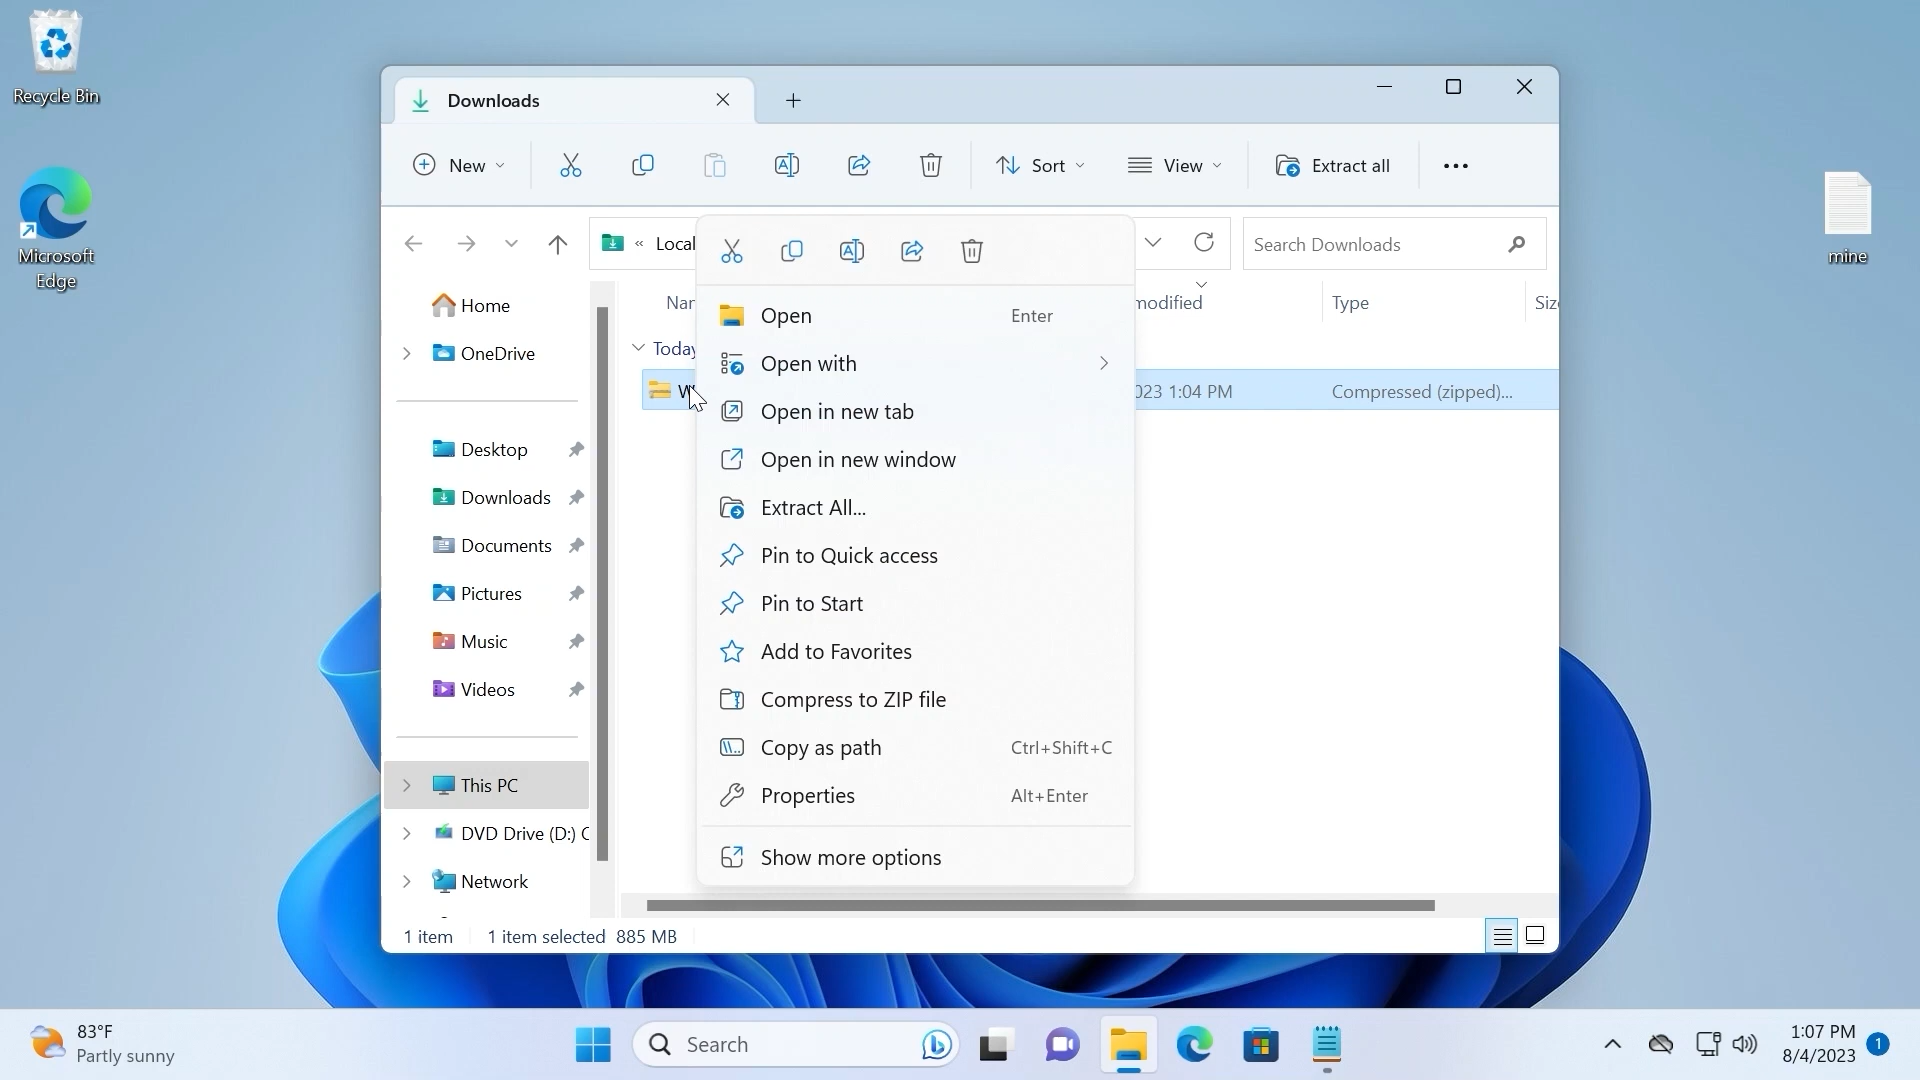 Recycle Bin
Microsoft
Edge
mine
Downloads
New
Sort
View
Extract all
« Local
Search Downloads
Home
OneDrive
Desktop
Downloads
Documents
Pictures
Music
Videos
This PC
DVD Drive (D:) C
Network
Nam
modified
Type
Size
Today
W
023 1:04 PM
Compressed (zipped)...
Open Enter
Open with
Open in new tab
Open in new window
Extract All...
Pin to Quick access
Pin to Start
Add to Favorites
Compress to ZIP file
Copy as path Ctrl+Shift+C
Properties Alt+Enter
Show more options
1 item 1 item selected 885 MB
83°F
Partly sunny
Search
1:07 PM
8/4/2023
1